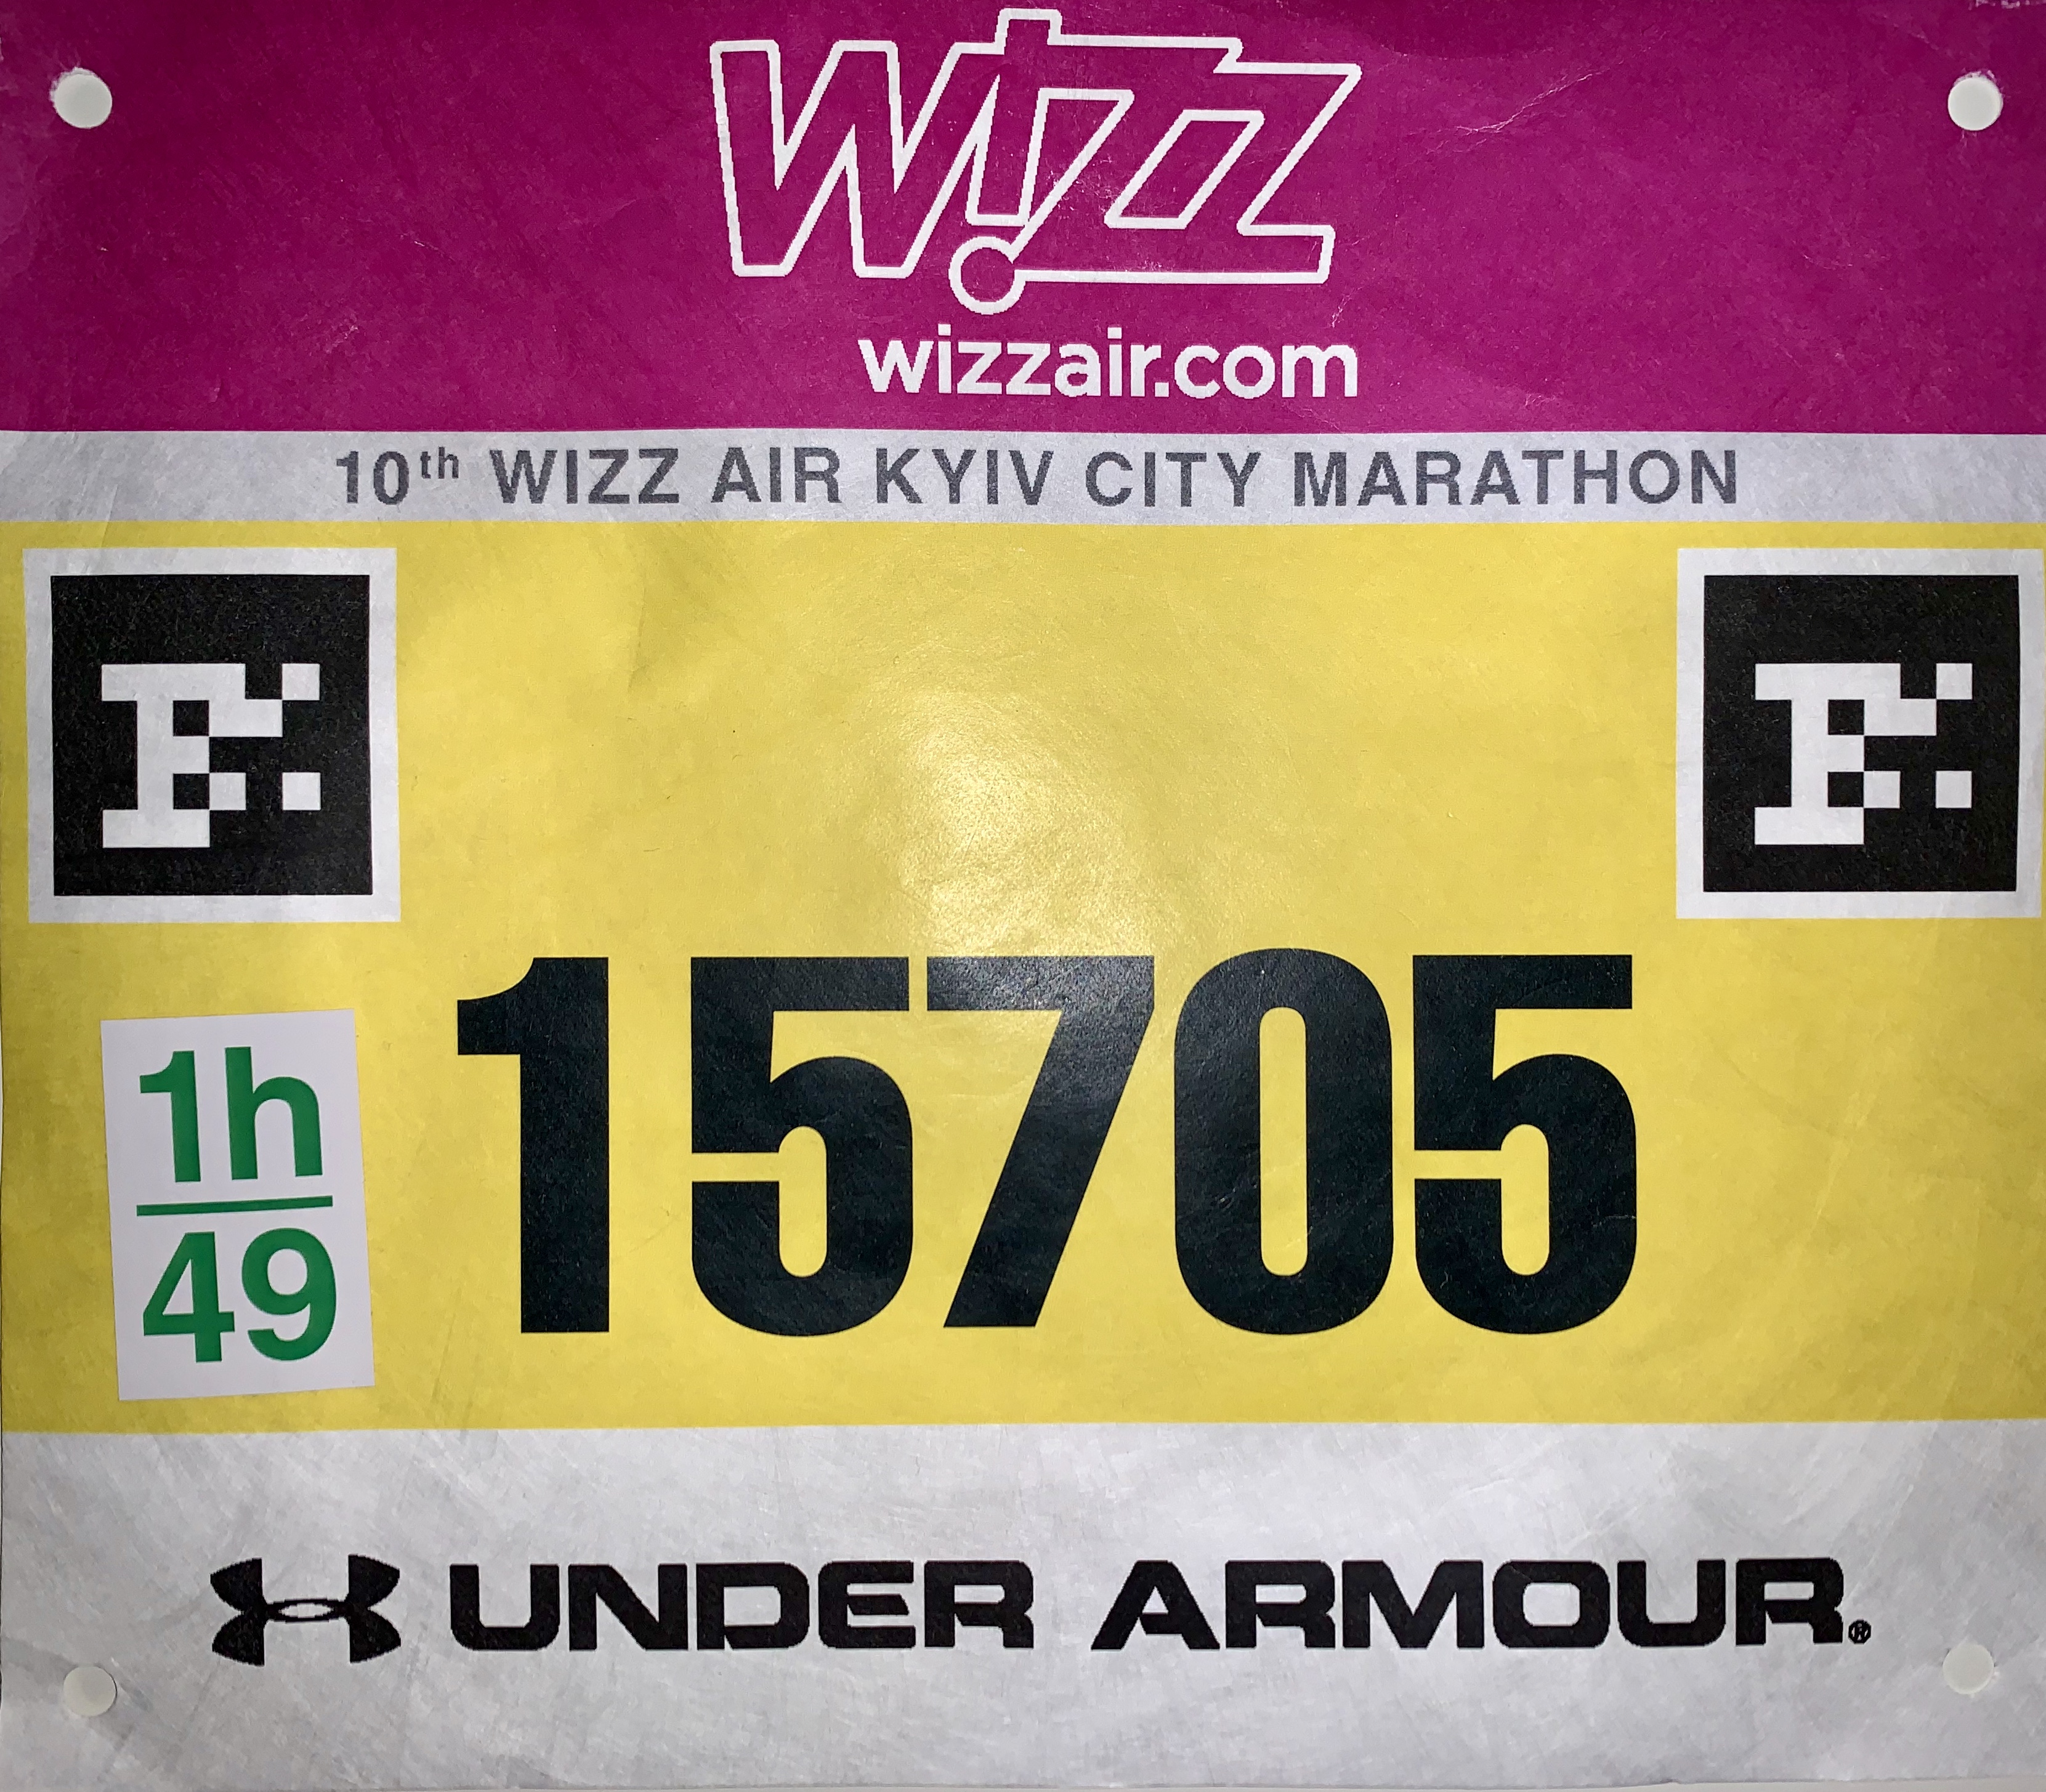 WIZZ
wizzair.com
10th WIZZ AIR KYIV CITY MARATHON
15705
1h
49
UNDER ARMOUR®